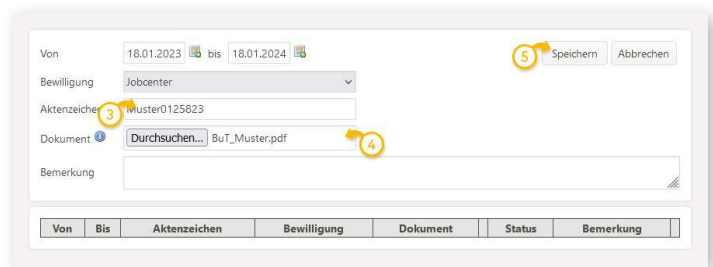 Von 18.01.2023 bis 18.01.2024 5 Speichern Abbrechen
Bewilligung Jobcenter
Aktenzeichen 3 Muster0125823
Dokument i Durchsuchen... BuT_Muster.pdf 4
Bemerkung
Von Bis Aktenzeichen Bewilligung Dokument Status Bemerkung